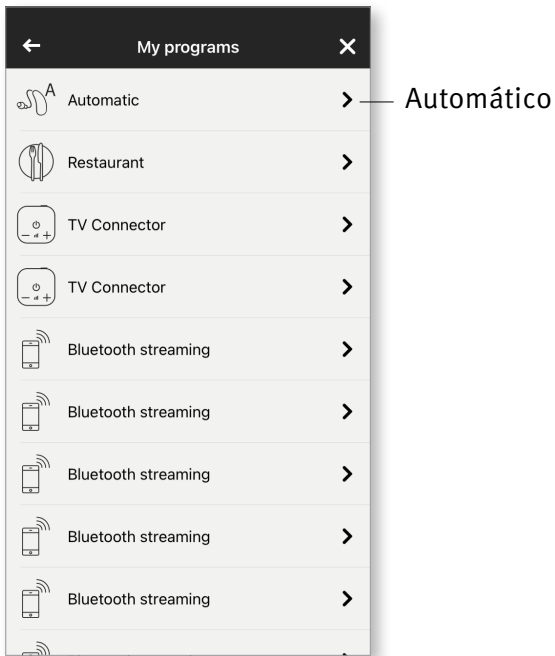 My programs
A Automatic
Automático
Restaurant
TV Connector
TV Connector
Bluetooth streaming
Bluetooth streaming
Bluetooth streaming
Bluetooth streaming
Bluetooth streaming